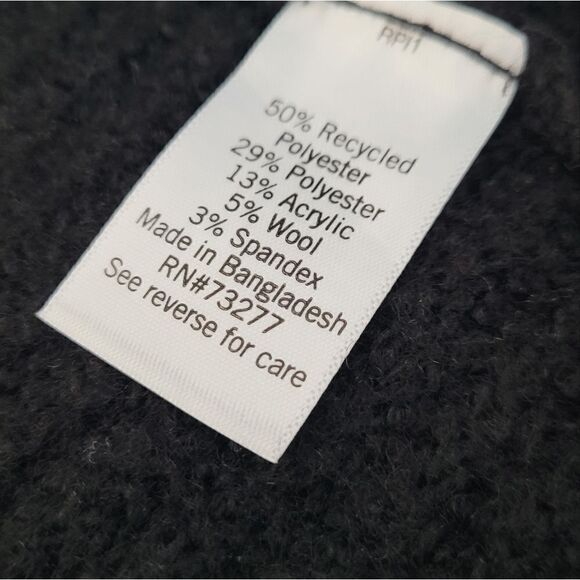 RPI1
50% Recycled
Polyester
29% Polyester
13% Acrylic
5% Wool
3% Spandex
Made in Bangladesh
RN#73277
See reverse for care